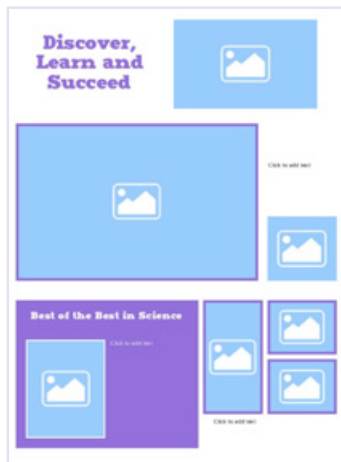 Discover,
Learn and
Succeed
Click to add text
Best of the Best in Science
Click to add text
Click to add text